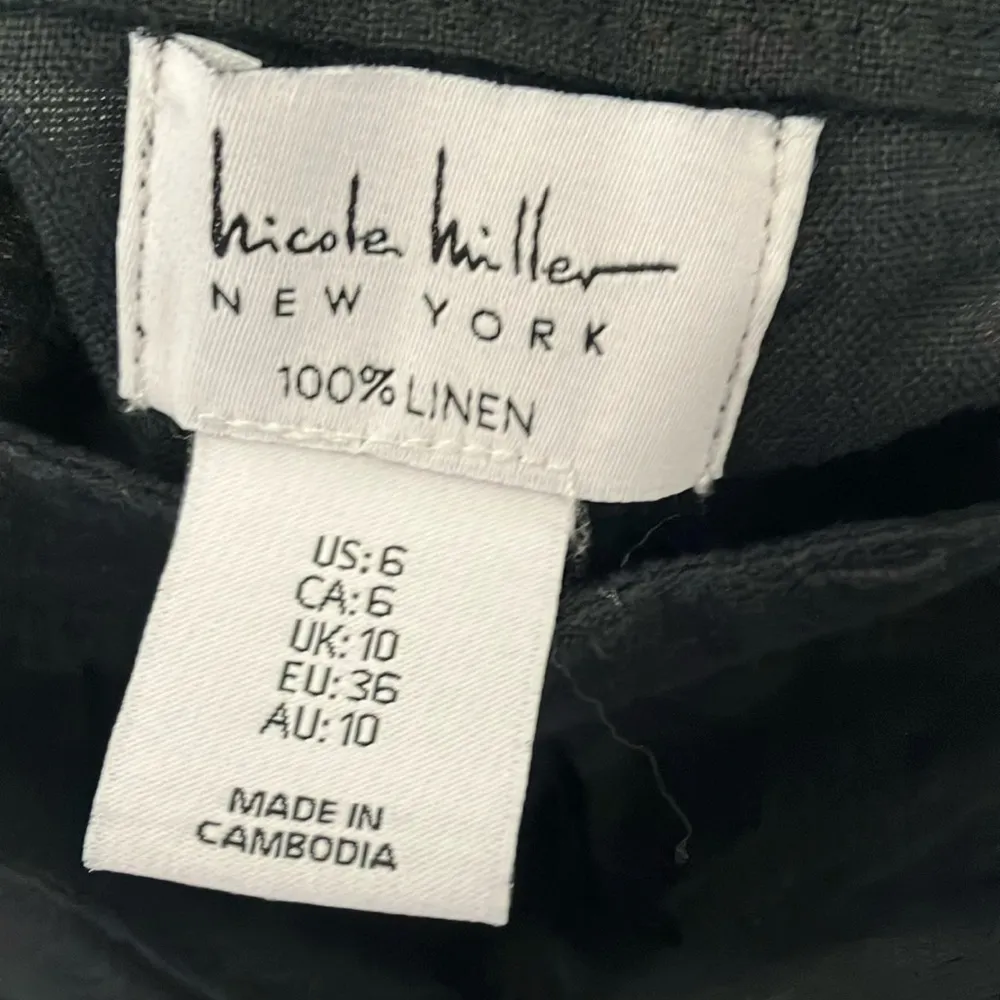 nicole miller
NEW YORK
100% LINEN
US: 6
CA: 6
UK: 10
EU: 36
AU: 10
MADE IN
CAMBODIA